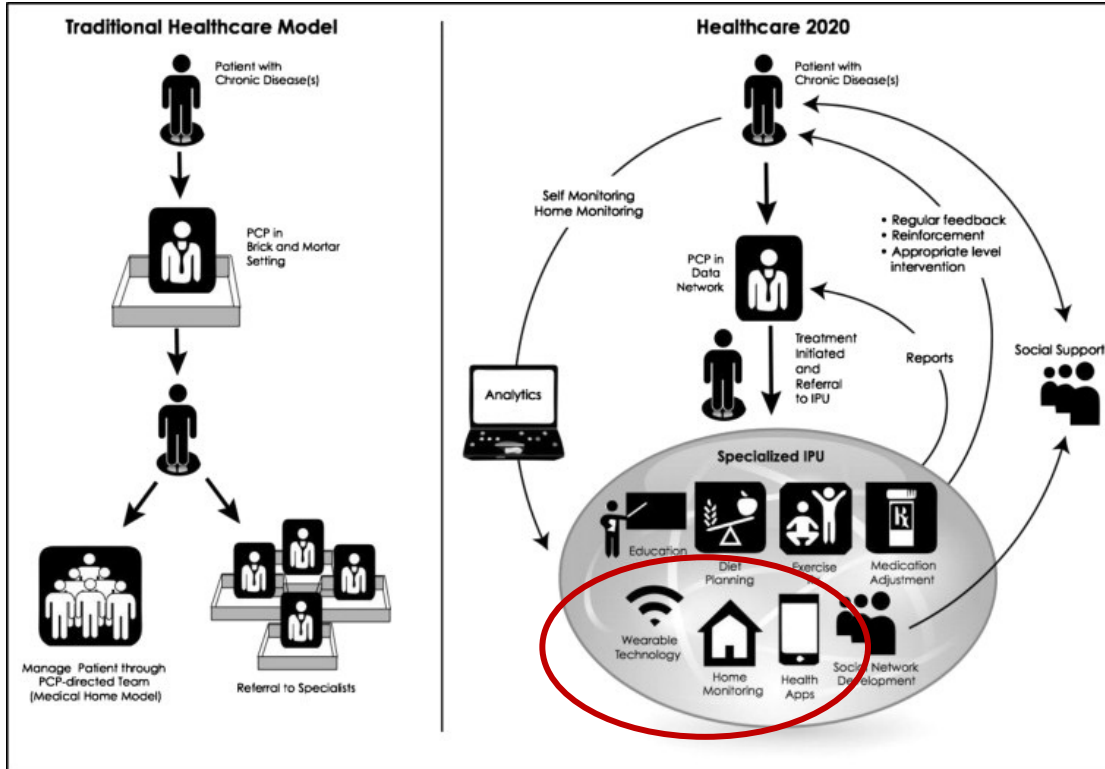 Traditional Healthcare Model
Patient with
Chronic Disease(s)
PCP in
Brick and Mortar
Setting
Manage Patient through
PCP-directed Team
(Medical Home Model)
Referral to Specialists
Healthcare 2020
Patient with
Chronic Disease(s)
Self Monitoring
Home Monitoring
• Regular feedback
• Reinforcement
• Appropriate level
intervention
PCP in
Data
Network
Treatment
Initiated
and
Referral
to IPU
Reports
Social Support
Analytics
Specialized IPU
Education
Diet
Planning
Exercise
Medication
Adjustment
Wearable
Technology
Home
Monitoring
Health
Apps
Social Network
Development